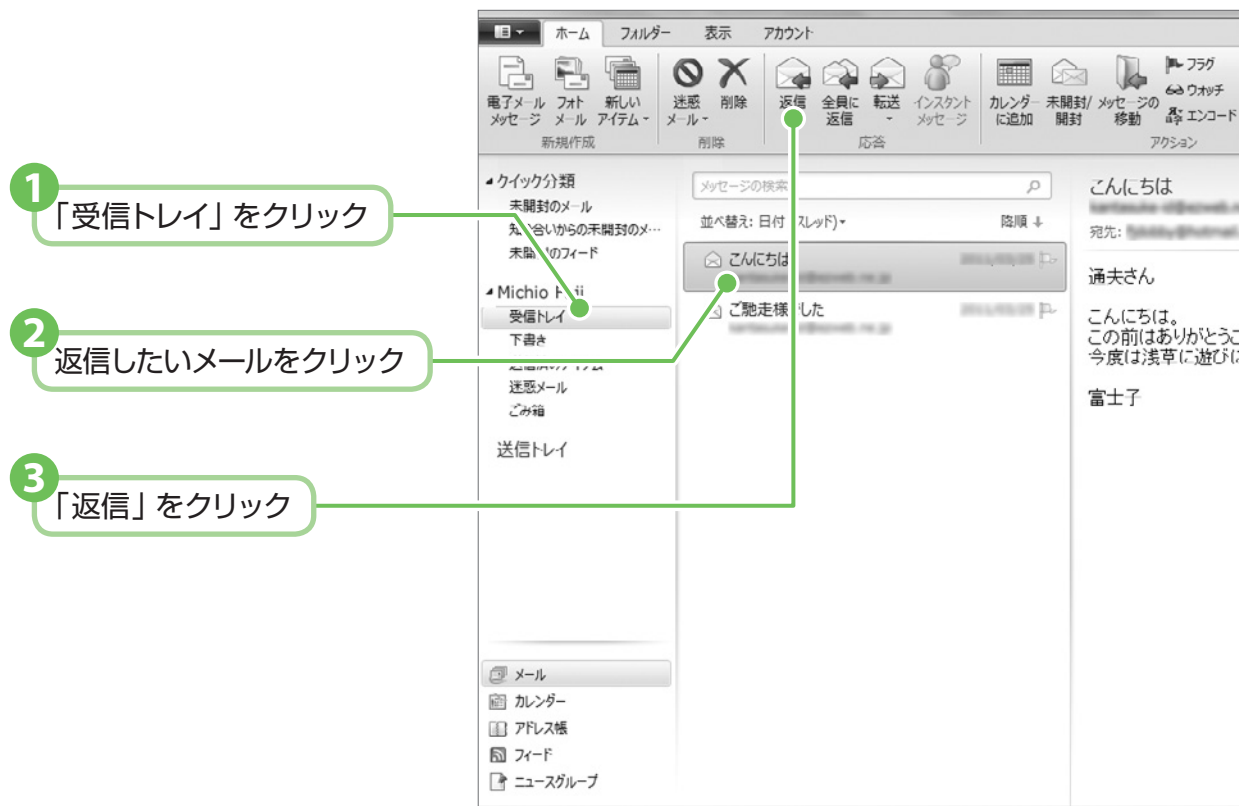 ホーム フォルダー 表示 アカウント
電子メール メッセージ
フォト メール
新しい アイテム
迷惑 メール
削除
返信
全員に 返信
転送
インスタント メッセージ
カレンダー に追加
未開封/ 開封
メッセージの 移動
フラグ
ウオッチ
エンコード
新規作成 削除 応答 アクション
1
「受信トレイ」をクリック
2
返信したいメールをクリック
3
「返信」をクリック
クイック分類
未開封のメール
合いからの未開封のメ…
のフィード
Michio
受信トレイ
下書き
迷惑メール
ごみ箱
送信トレイ
メール
カレンダー
アドレス帳
フィード
ニュースグループ
メッセージの検索
並べ替え: 日付 スレッド) 降順
こんにちは
ご馳走様 した
こんにちは
宛先:
通夫さん
こんにちは。
この前はありがとうご
今度は浅草に遊びに
富士子